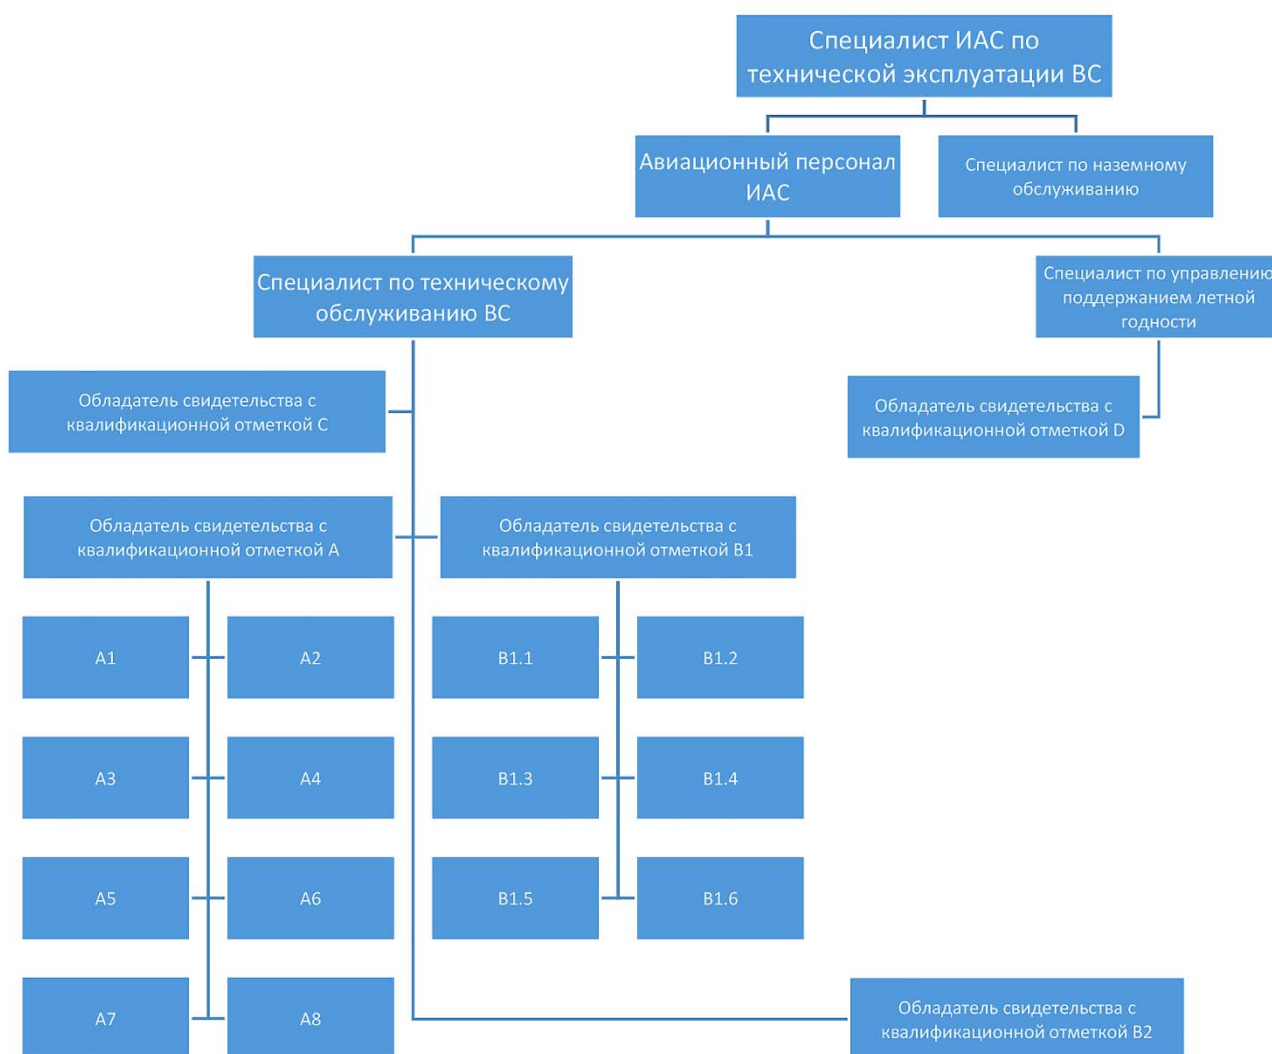 Специалист ИАС по
технической эксплуатации ВС
Авиационный персонал
ИАС
Специалист по наземному
обслуживанию
Специалист по техническому
обслуживанию ВС
Специалист по управлению
поддержанием летной
годности
Обладатель свидетельства с
квалификационной отметкой С
Обладатель свидетельства с
квалификационной отметкой D
Обладатель свидетельства с
квалификационной отметкой А
Обладатель свидетельства с
квалификационной отметкой В1
А1
А2
В1.1
В1.2
А3
А4
В1.3
В1.4
А5
А6
В1.5
В1.6
А7
А8
Обладатель свидетельства с
квалификационной отметкой В2